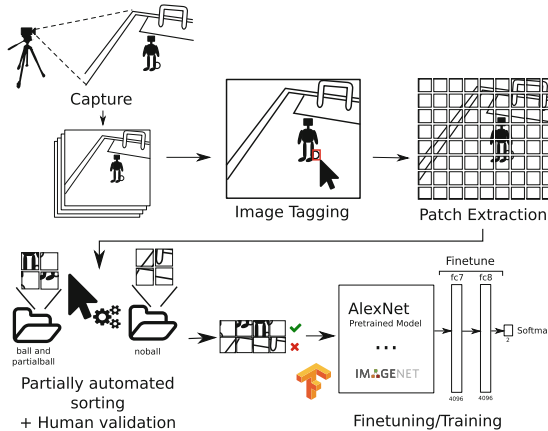 Capture
Image Tagging
Patch Extraction
ball and
partialball
noball
Partially automated
sorting
+ Human validation
Finetune
fc7
fc8
AlexNet
Pretrained Model
...
IMAGENET
4096
4096
2
Softma
Finetuning/Training